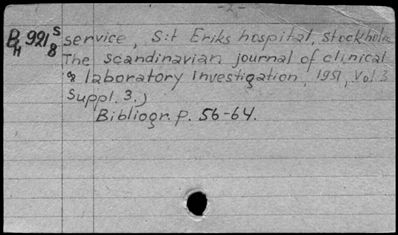 -2-
B 921 S service, S:t Eriks hospital, Stockholm.
H 8 The Scandinavian journal of clinical
& laboratory investigation, 1951, Vol. 3
Suppl. 3.)
Bibliogr. p. 56-64.